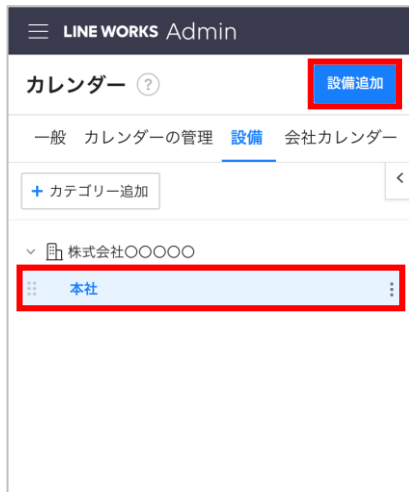 LINE WORKS Admin
カレンダー ?
設備追加
一般 カレンダーの管理 設備 会社カレンダー
+ カテゴリー追加
株式会社〇〇〇〇〇
本社